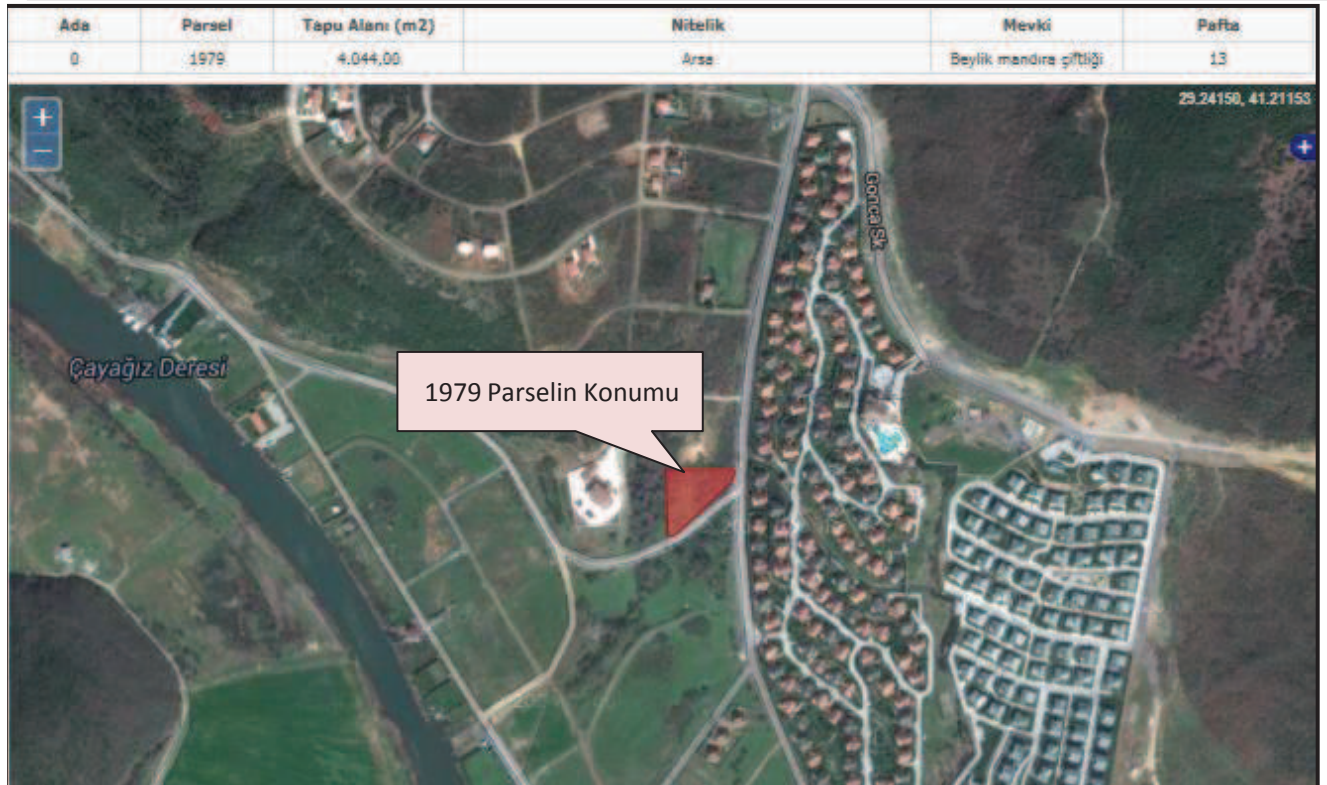 Ada Parsel Tapu Alanı (m2) Nitelik Mevki Pafta
0 1979 4.044,00 Arsa Beylik mandıra çiftliği 13
+
−
29.24150, 41.21153
+
Gonca Sk
Çayağız Deresi
1979 Parselin Konumu